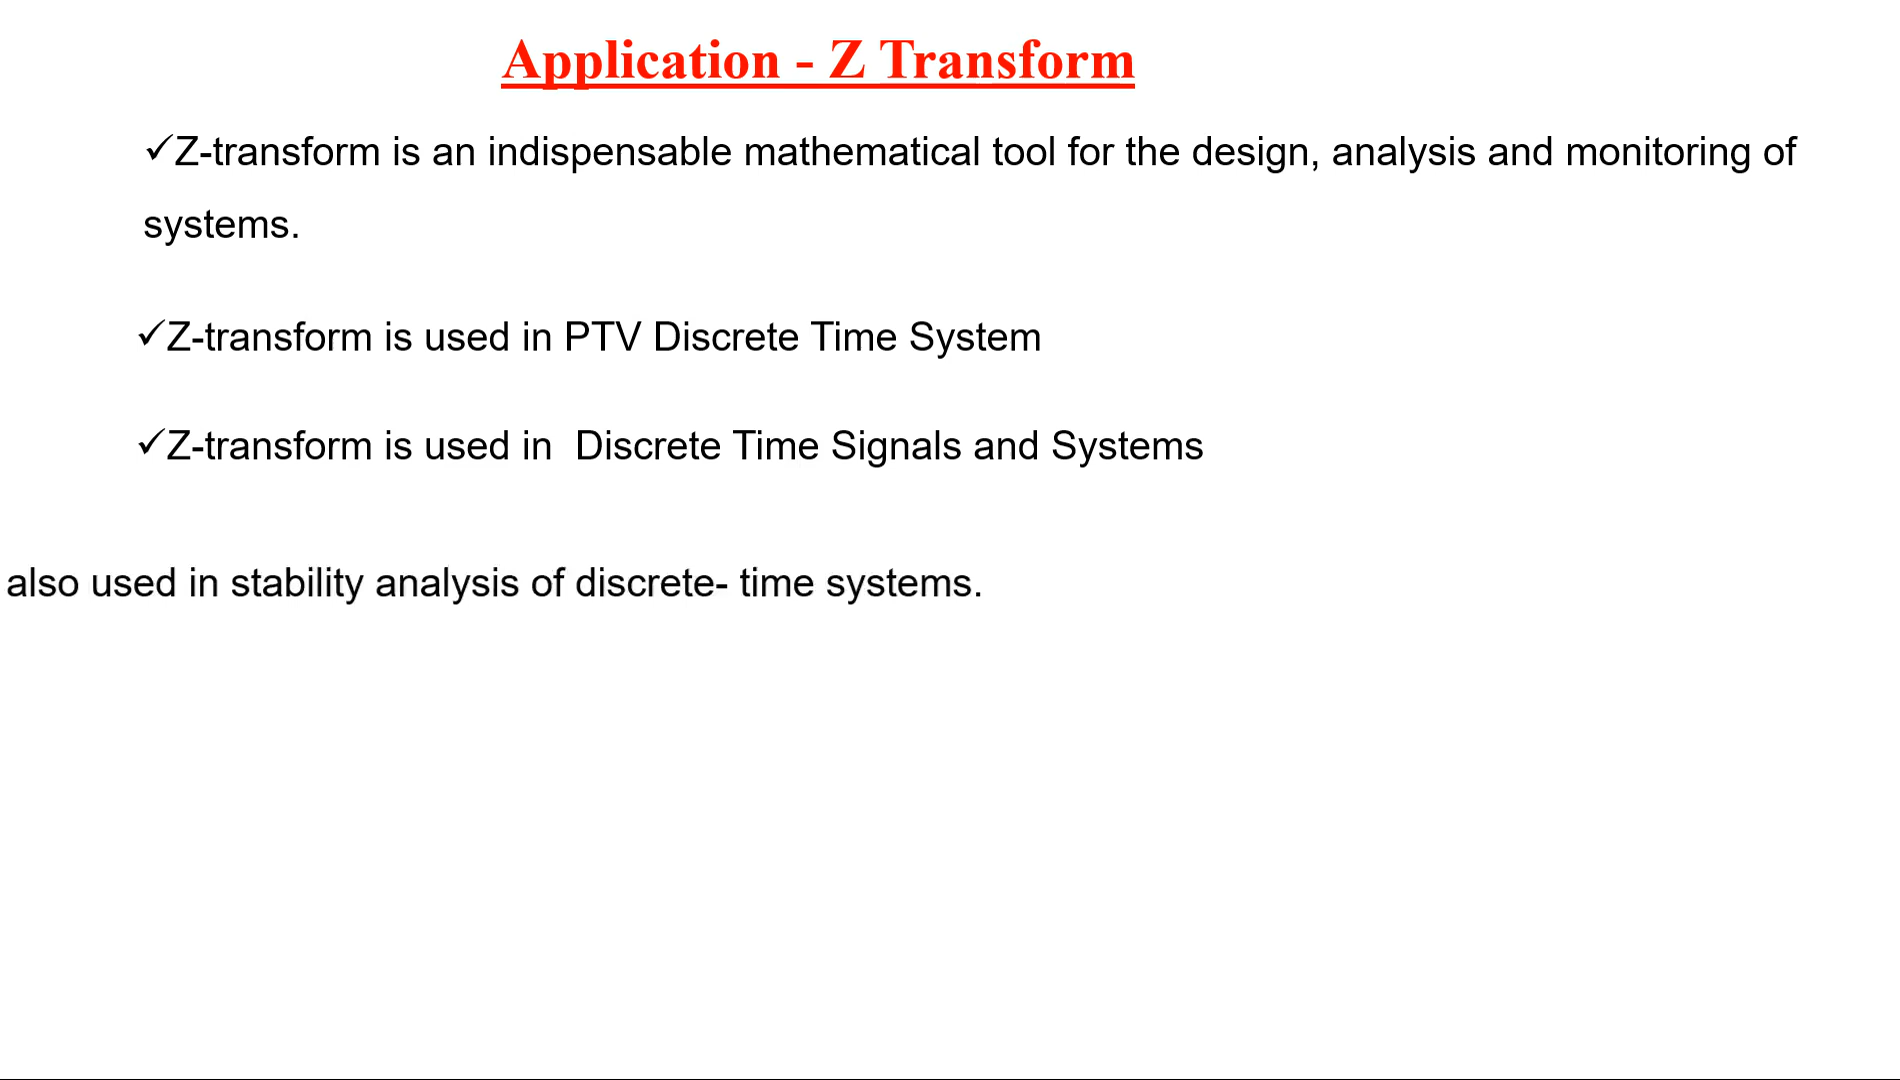 Application - Z Transform
✓Z-transform is an indispensable mathematical tool for the design, analysis and monitoring of
systems.
✓Z-transform is used in PTV Discrete Time System
✓Z-transform is used in  Discrete Time Signals and Systems
also used in stability analysis of discrete- time systems.